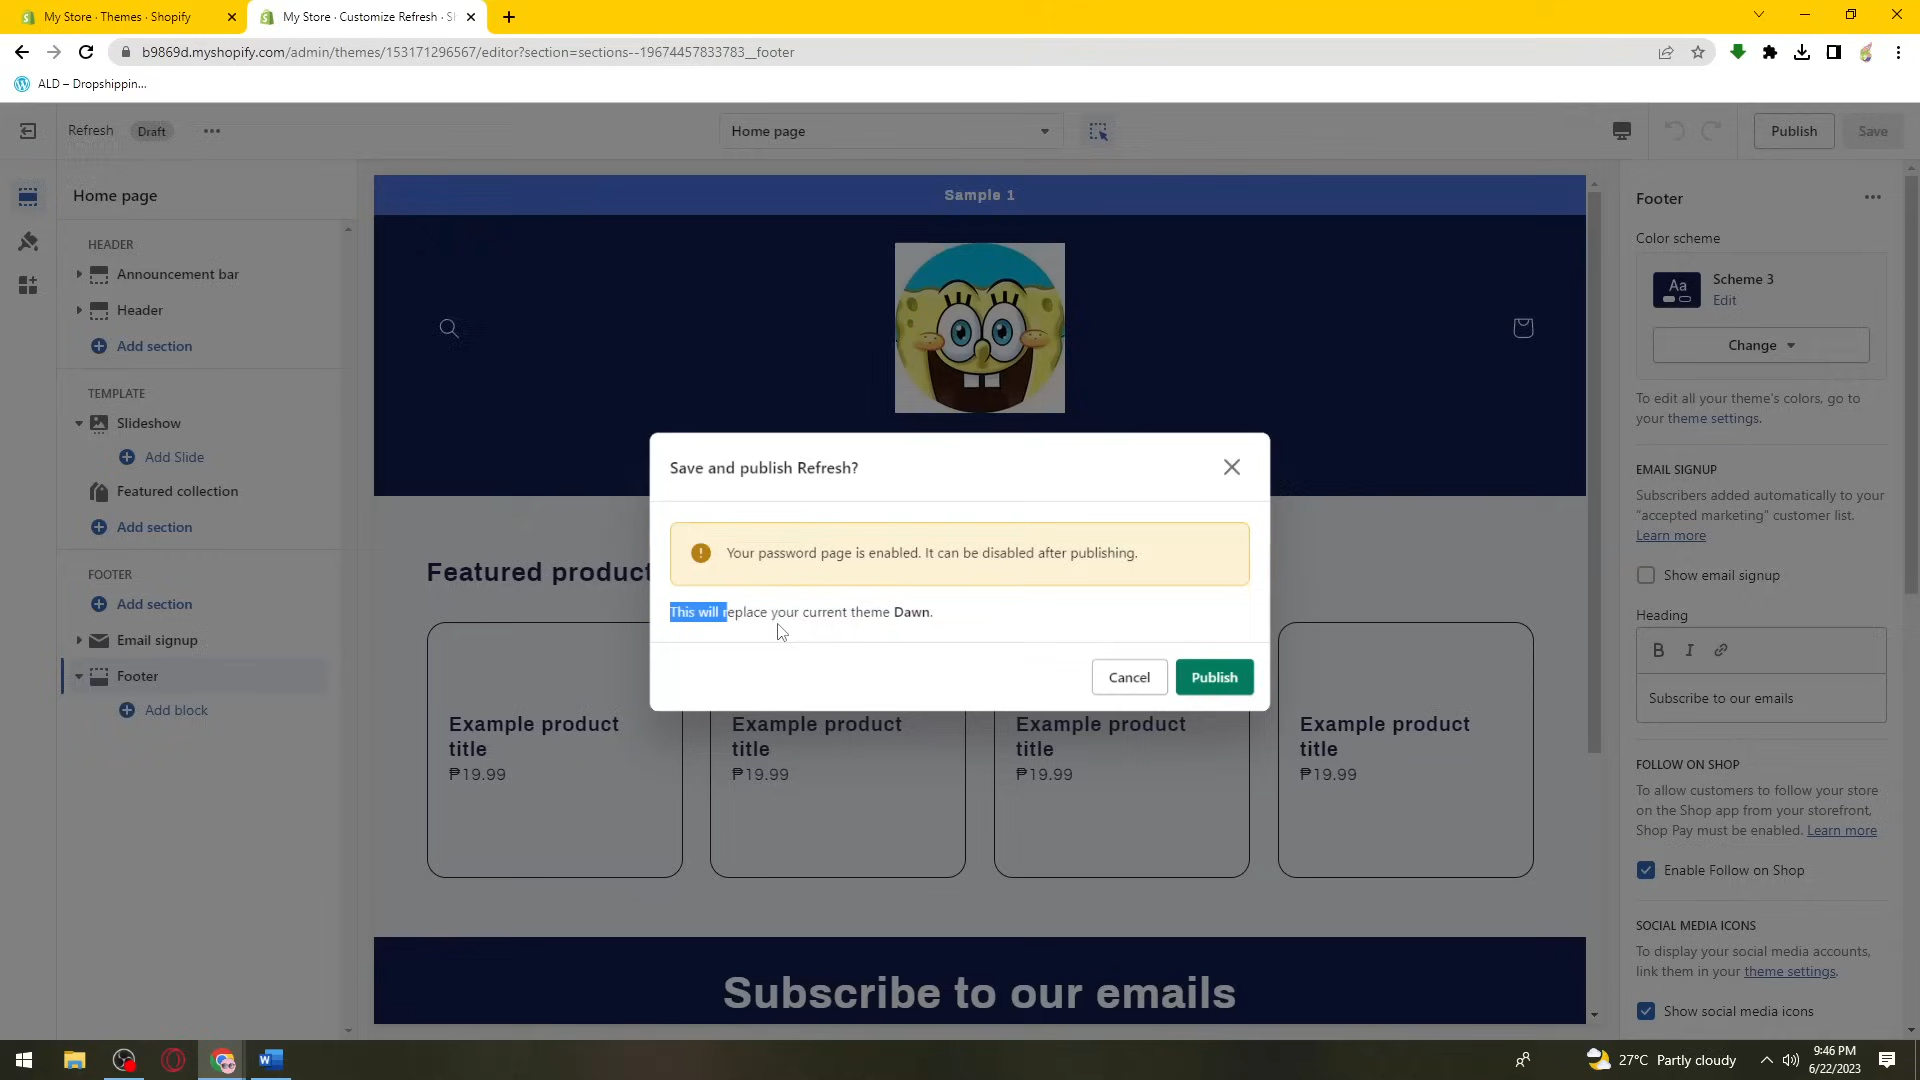 My Store · Themes · Shopify
My Store · Customize Refresh · Sh
b9869d.myshopify.com/admin/themes/153171296567/editor?section=sections--19674457833783__footer
ALD – Dropshippin...
Refresh
Draft
Home page
Publish
Save
Home page
HEADER
Announcement bar
Header
Add section
TEMPLATE
Slideshow
Add Slide
Featured collection
Add section
FOOTER
Add section
Email signup
Footer
Add block
Sample 1
Featured product
Example product
title
₱19.99
Example product
title
₱19.99
Example product
title
₱19.99
Example product
title
₱19.99
Subscribe to our emails
Save and publish Refresh?
Your password page is enabled. It can be disabled after publishing.
This will replace your current theme Dawn.
Cancel
Publish
Footer
Color scheme
Aa
Scheme 3
Edit
Change
To edit all your theme's colors, go to
your theme settings.
EMAIL SIGNUP
Subscribers added automatically to your
"accepted marketing" customer list.
Learn more
Show email signup
Heading
B I
Subscribe to our emails
FOLLOW ON SHOP
To allow customers to follow your store
on the Shop app from your storefront,
Shop Pay must be enabled. Learn more
Enable Follow on Shop
SOCIAL MEDIA ICONS
To display your social media accounts,
link them in your theme settings.
Show social media icons
27°C Partly cloudy
9:46 PM
6/22/2023